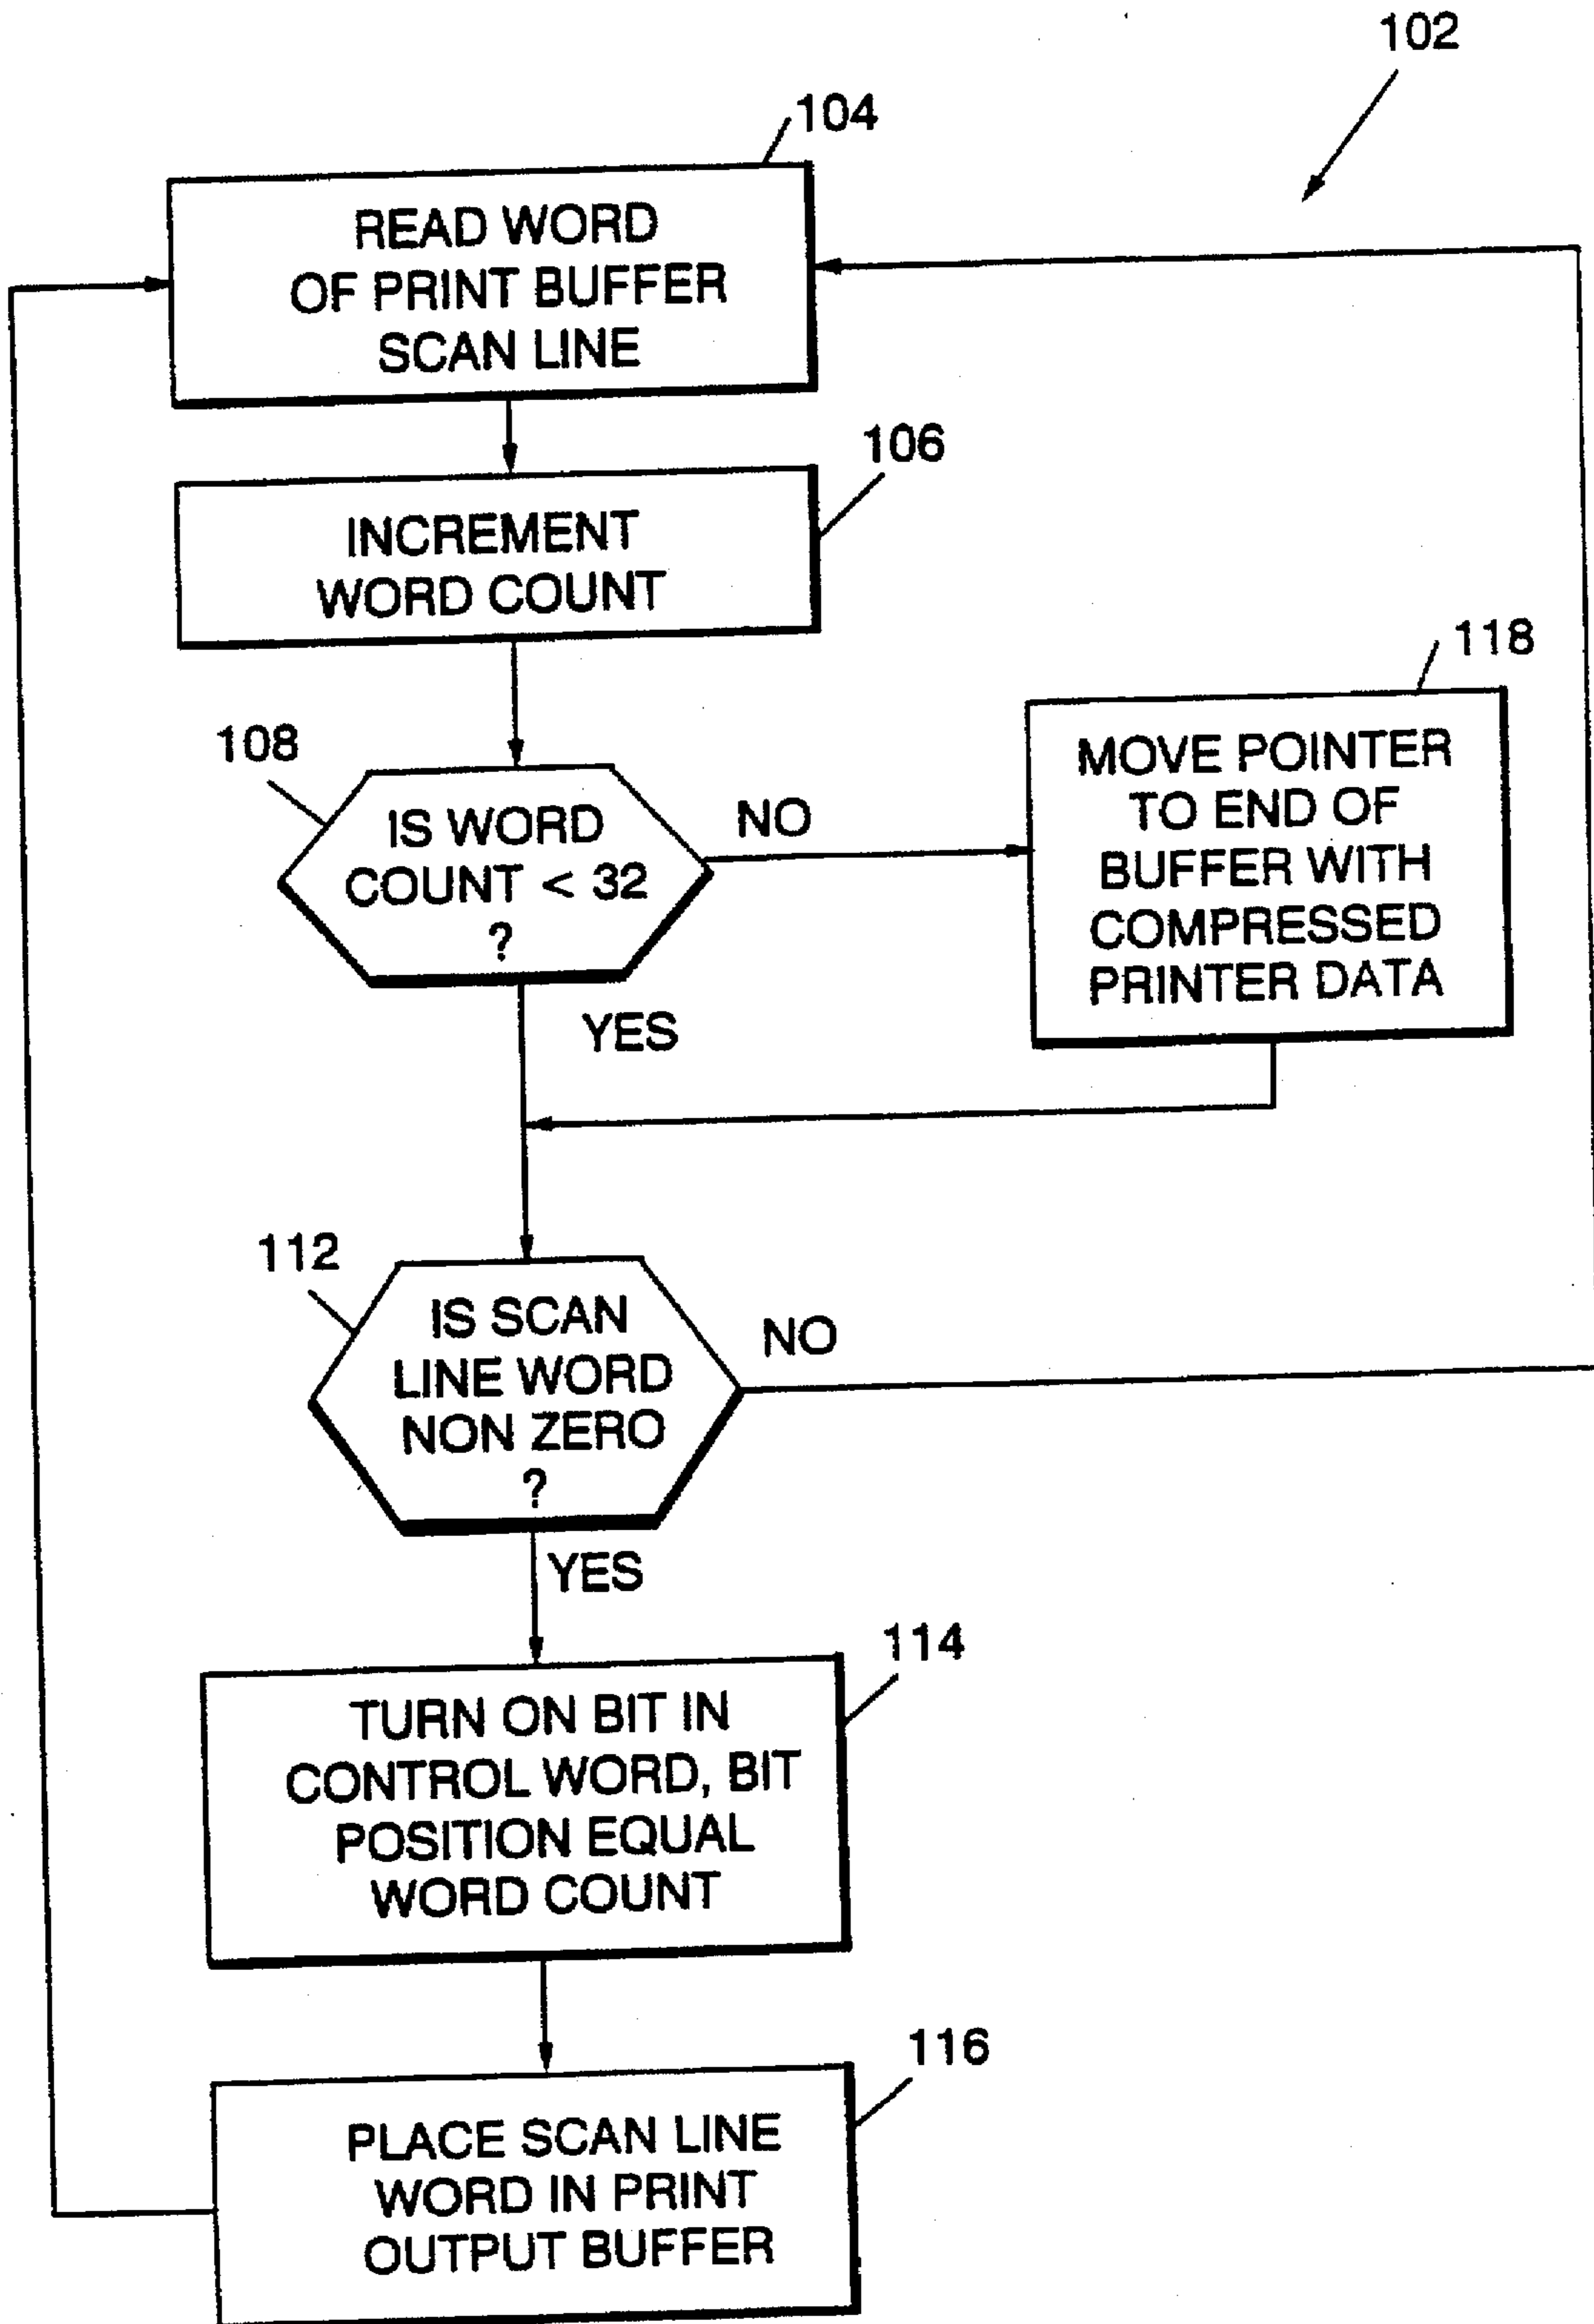 102
104
READ WORD
OF PRINT BUFFER
SCAN LINE
106
INCREMENT
WORD COUNT
118
MOVE POINTER
TO END OF
BUFFER WITH
COMPRESSED
PRINTER DATA
108
IS WORD
COUNT < 32
?
NO
YES
112
IS SCAN
LINE WORD
NON ZERO
?
NO
YES
114
TURN ON BIT IN
CONTROL WORD, BIT
POSITION EQUAL
WORD COUNT
116
PLACE SCAN LINE
WORD IN PRINT
OUTPUT BUFFER